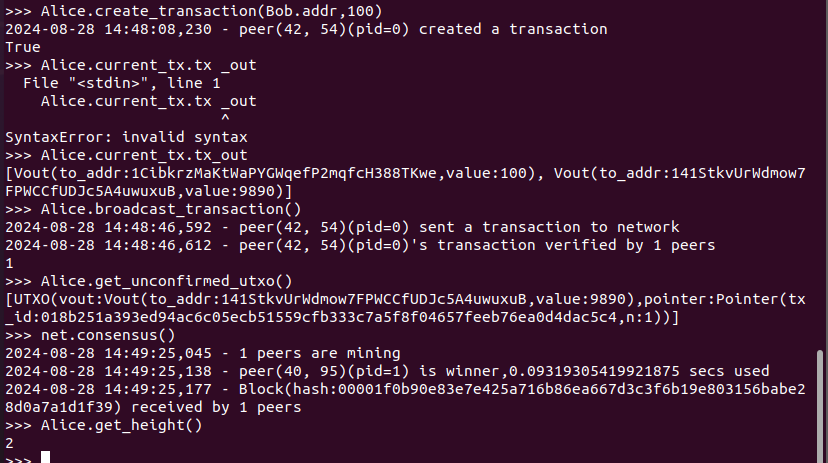 >>> Alice.create_transaction(Bob.addr,100)
2024-08-28 14:48:08,230 - peer(42, 54)(pid=0) created a transaction
True
>>> Alice.current_tx.tx _out
  File "<stdin>", line 1
    Alice.current_tx.tx _out
                        ^
SyntaxError: invalid syntax
>>> Alice.current_tx.tx_out
[Vout(to_addr:1CibkrzMaKtWaPYGWqefP2mqfcH388TKwe,value:100), Vout(to_addr:141StkvUrWdmow7
FPWCCfUDJc5A4uwuxuB,value:9890)]
>>> Alice.broadcast_transaction()
2024-08-28 14:48:46,592 - peer(42, 54)(pid=0) sent a transaction to network
2024-08-28 14:48:46,612 - peer(42, 54)(pid=0)'s transaction verified by 1 peers
1
>>> Alice.get_unconfirmed_utxo()
[UTXO(vout:Vout(to_addr:141StkvUrWdmow7FPWCCfUDJc5A4uwuxuB,value:9890),pointer:Pointer(tx
_id:018b251a393ed94ac6c05ecb51559cfb333c7a5f8f04657feeb76ea0d4dac5c4,n:1))]
>>> net.consensus()
2024-08-28 14:49:25,045 - 1 peers are mining
2024-08-28 14:49:25,138 - peer(40, 95)(pid=1) is winner,0.09319305419921875 secs used
2024-08-28 14:49:25,177 - Block(hash:00001f0b90e83e7e425a716b86ea667d3c3f6b19e803156babe2
8d0a7a1d1f39) received by 1 peers
>>> Alice.get_height()
2
>>>